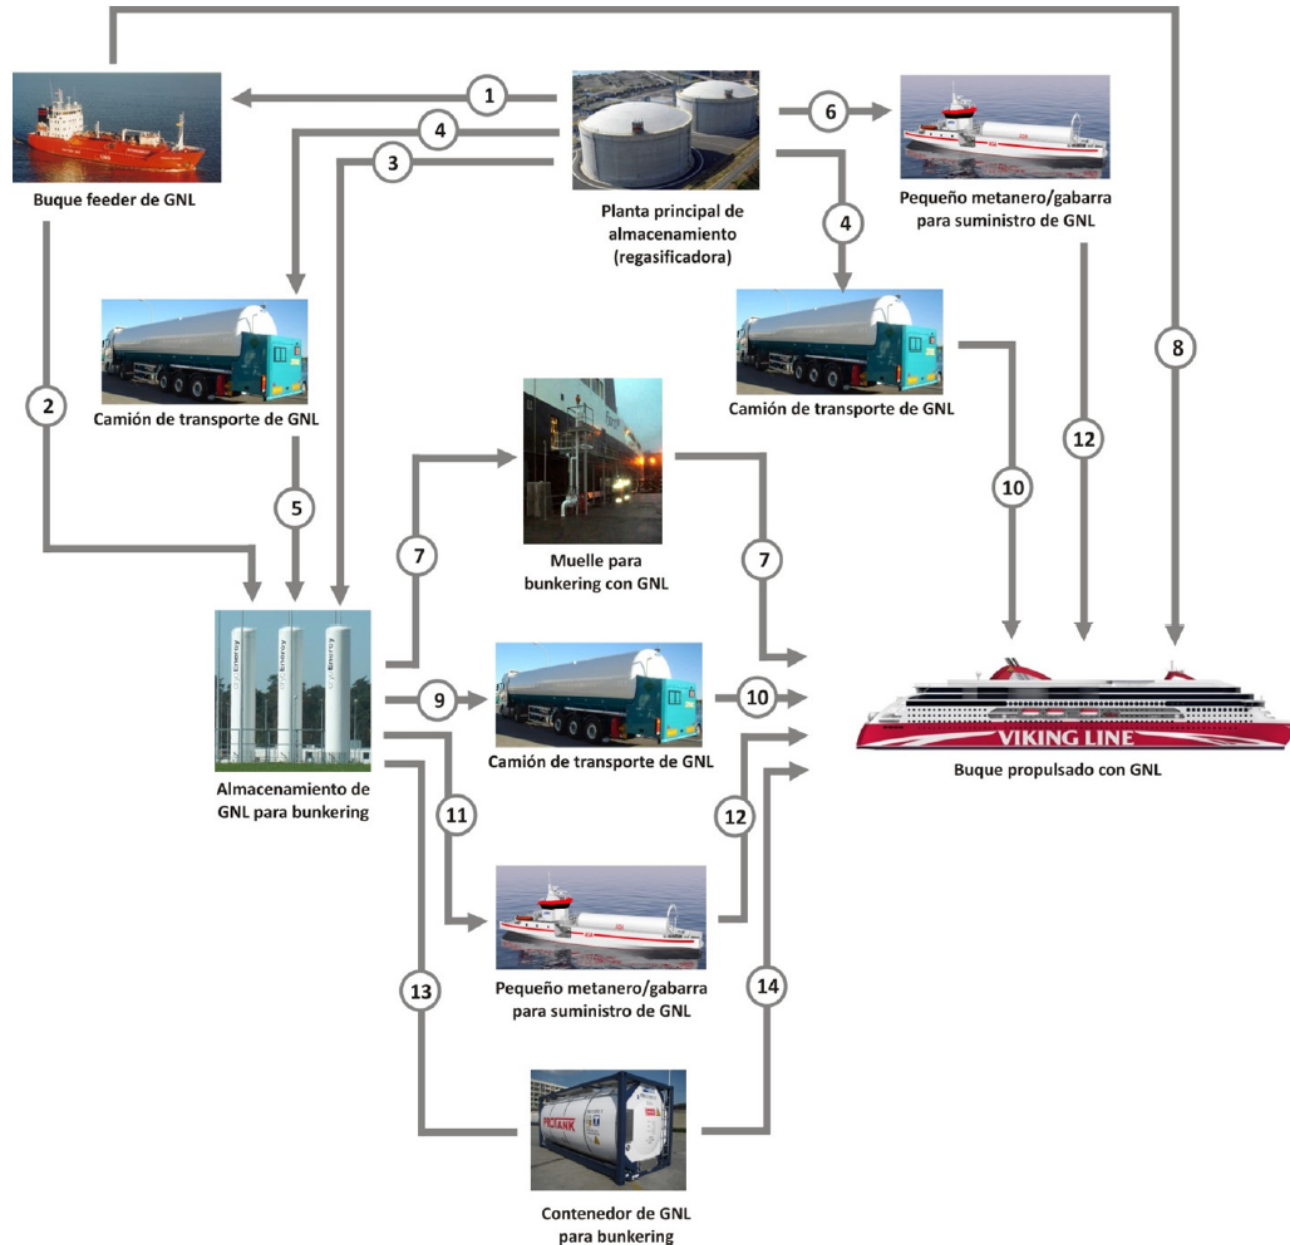 1
6
4
3
Buque feeder de GNL
Planta principal de
almacenamiento
(regasificadora)
Pequeño metanero/gabarra
para suministro de GNL
4
8
2
Camión de transporte de GNL
Camión de transporte de GNL
12
10
5
7
Muelle para
bunkering con GNL
7
9
10
Camión de transporte de GNL
VIKING LINE
Buque propulsado con GNL
Almacenamiento de
GNL para bunkering
11
12
13
Pequeño metanero/gabarra
para suministro de GNL
14
Contenedor de GNL
para bunkering